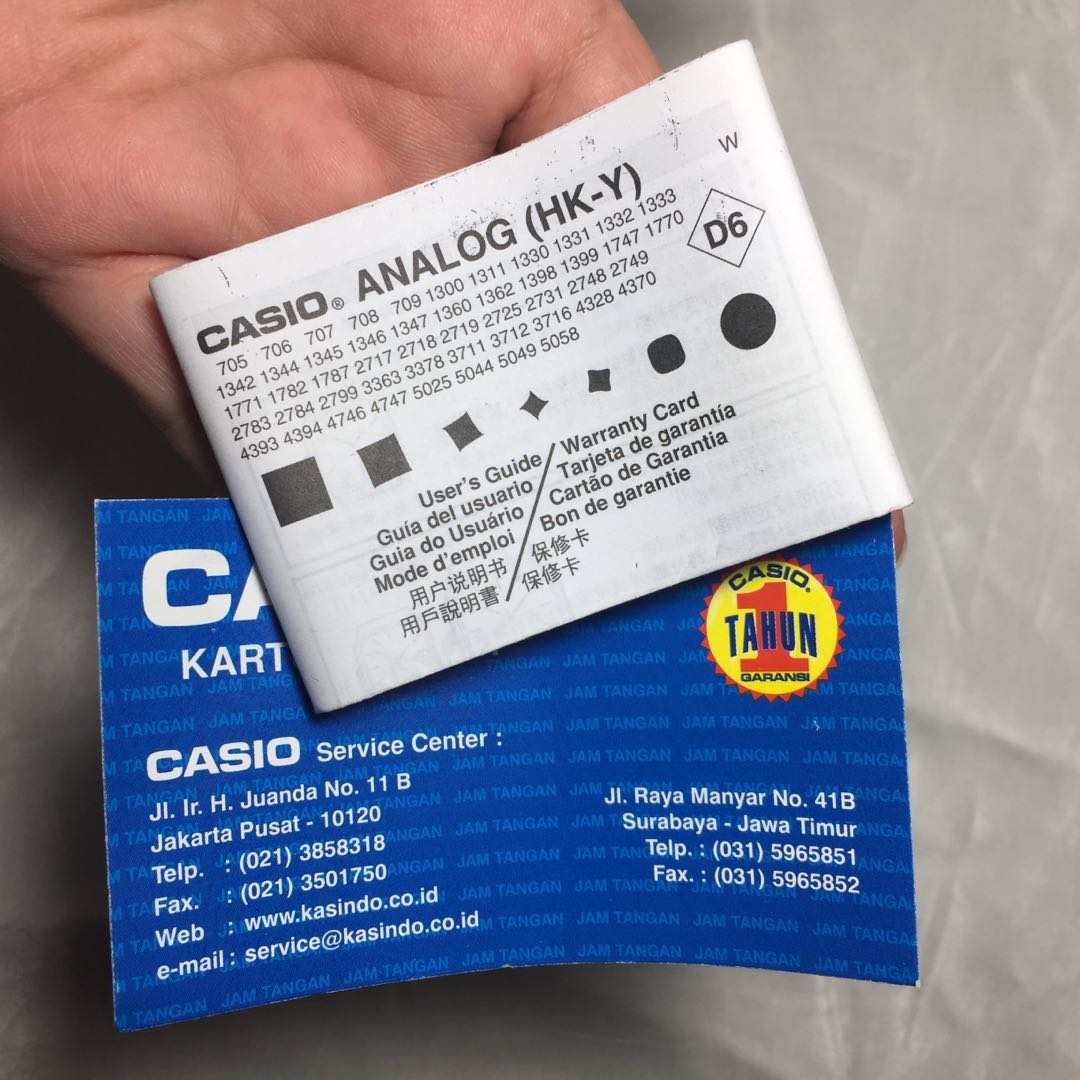 W
CASIO® ANALOG (HK-Y)
D6
705 706 707 708 709 1300 1311 1330 1331 1332 1333
1342 1344 1345 1346 1347 1360 1362 1398 1399 1747 1770
1771 1782 1787 2717 2718 2719 2725 2731 2748 2749
2783 2784 2799 3363 3378 3711 3712 3716 4328 4370
4393 4394 4746 4747 5025 5044 5049 5058
User's Guide / Warranty Card
Guía del usuario / Tarjeta de garantía
Guia do Usuário / Cartão de Garantia
Mode d'emploi / Bon de garantie
用户说明书 / 保修卡
用戶說明書 / 保修卡
CA
KART
CASIO
1
TAHUN
GARANSI
CASIO Service Center :
Jl. Ir. H. Juanda No. 11 B
Jakarta Pusat - 10120
Telp. : (021) 3858318
Fax. : (021) 3501750
Web : www.kasindo.co.id
e-mail : service@kasindo.co.id
Jl. Raya Manyar No. 41B
Surabaya - Jawa Timur
Telp. : (031) 5965851
Fax. : (031) 5965852
JAM TANGAN